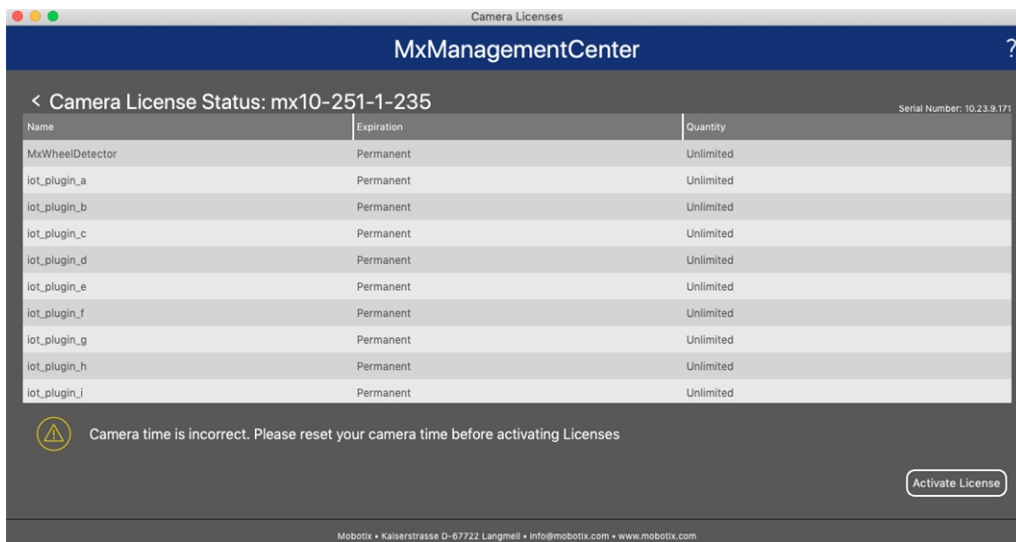 Camera Licenses
MxManagementCenter ?
< Camera License Status: mx10-251-1-235
Serial Number: 10.23.9.171
Name Expiration Quantity
MxWheelDetector Permanent Unlimited
iot_plugin_a Permanent Unlimited
iot_plugin_b Permanent Unlimited
iot_plugin_c Permanent Unlimited
iot_plugin_d Permanent Unlimited
iot_plugin_e Permanent Unlimited
iot_plugin_f Permanent Unlimited
iot_plugin_g Permanent Unlimited
iot_plugin_h Permanent Unlimited
iot_plugin_i Permanent Unlimited
Camera time is incorrect. Please reset your camera time before activating Licenses
Activate License
Mobotix • Kaiserstrasse D-67722 Langmeil • info@mobotix.com • www.mobotix.com